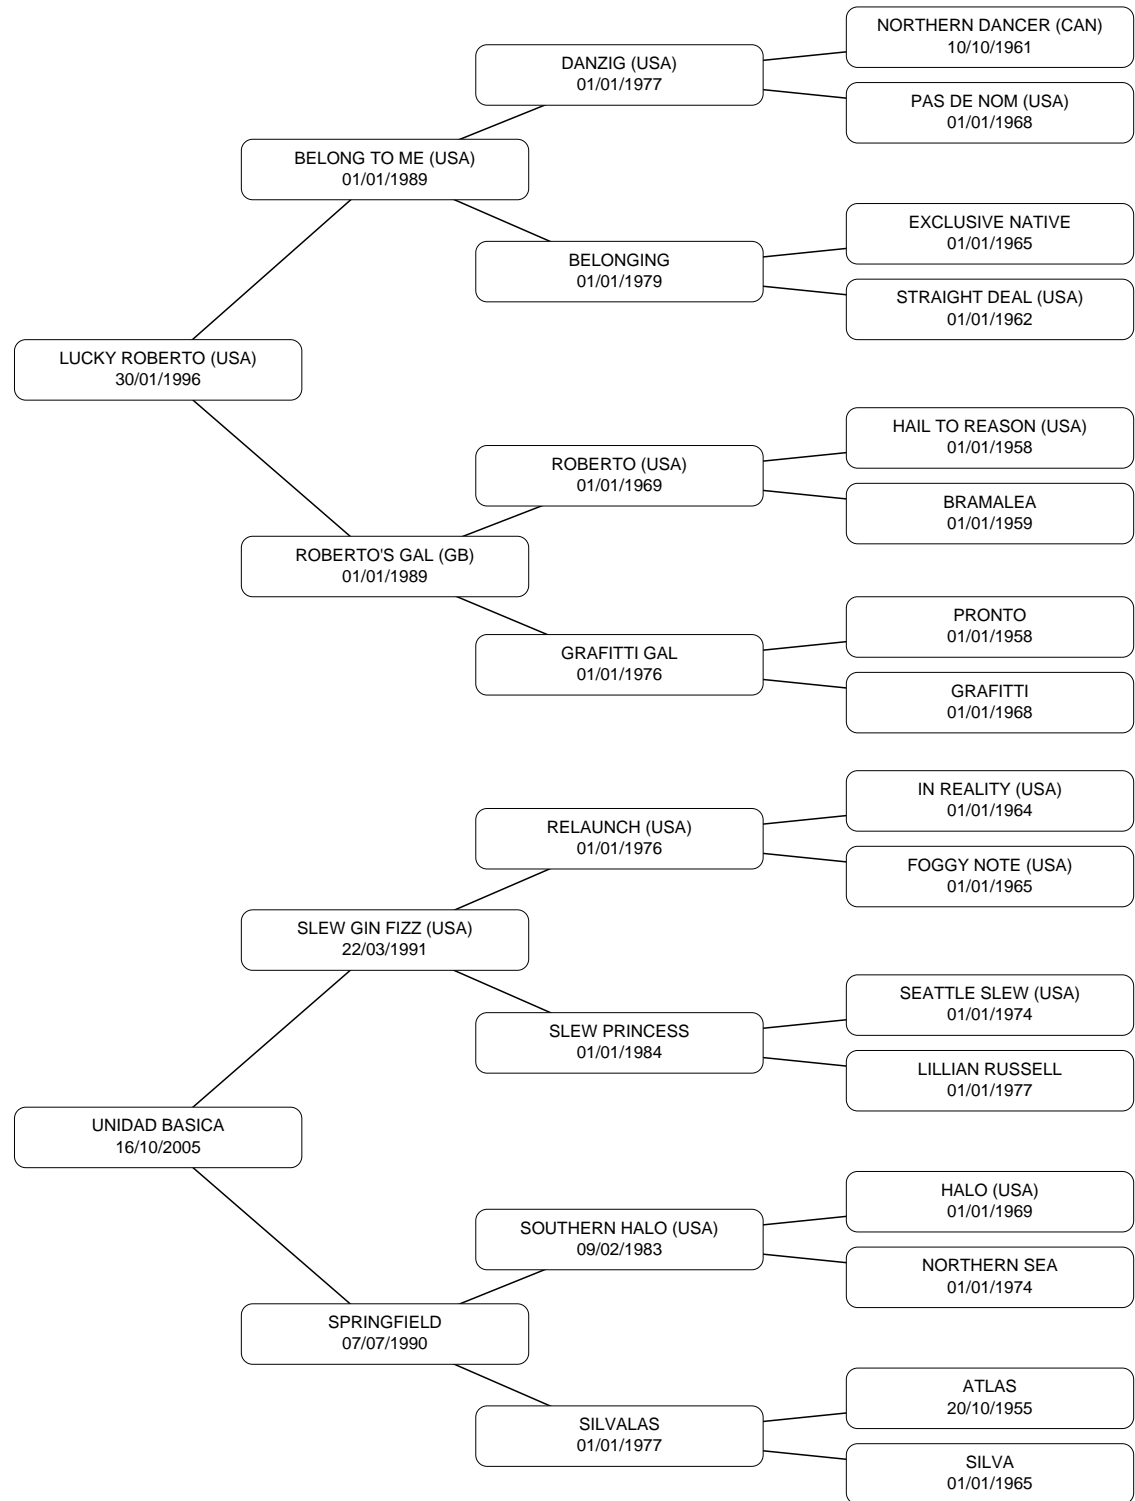 NORTHERN DANCER (CAN)
10/10/1961
DANZIG (USA)
01/01/1977
PAS DE NOM (USA)
01/01/1968
BELONG TO ME (USA)
01/01/1989
EXCLUSIVE NATIVE
01/01/1965
BELONGING
01/01/1979
STRAIGHT DEAL (USA)
01/01/1962
LUCKY ROBERTO (USA)
30/01/1996
HAIL TO REASON (USA)
01/01/1958
ROBERTO (USA)
01/01/1969
BRAMALEA
01/01/1959
ROBERTO'S GAL (GB)
01/01/1989
PRONTO
01/01/1958
GRAFITTI GAL
01/01/1976
GRAFITTI
01/01/1968
IN REALITY (USA)
01/01/1964
RELAUNCH (USA)
01/01/1976
FOGGY NOTE (USA)
01/01/1965
SLEW GIN FIZZ (USA)
22/03/1991
SEATTLE SLEW (USA)
01/01/1974
SLEW PRINCESS
01/01/1984
LILLIAN RUSSELL
01/01/1977
UNIDAD BASICA
16/10/2005
HALO (USA)
01/01/1969
SOUTHERN HALO (USA)
09/02/1983
NORTHERN SEA
01/01/1974
SPRINGFIELD
07/07/1990
ATLAS
20/10/1955
SILVALAS
01/01/1977
SILVA
01/01/1965